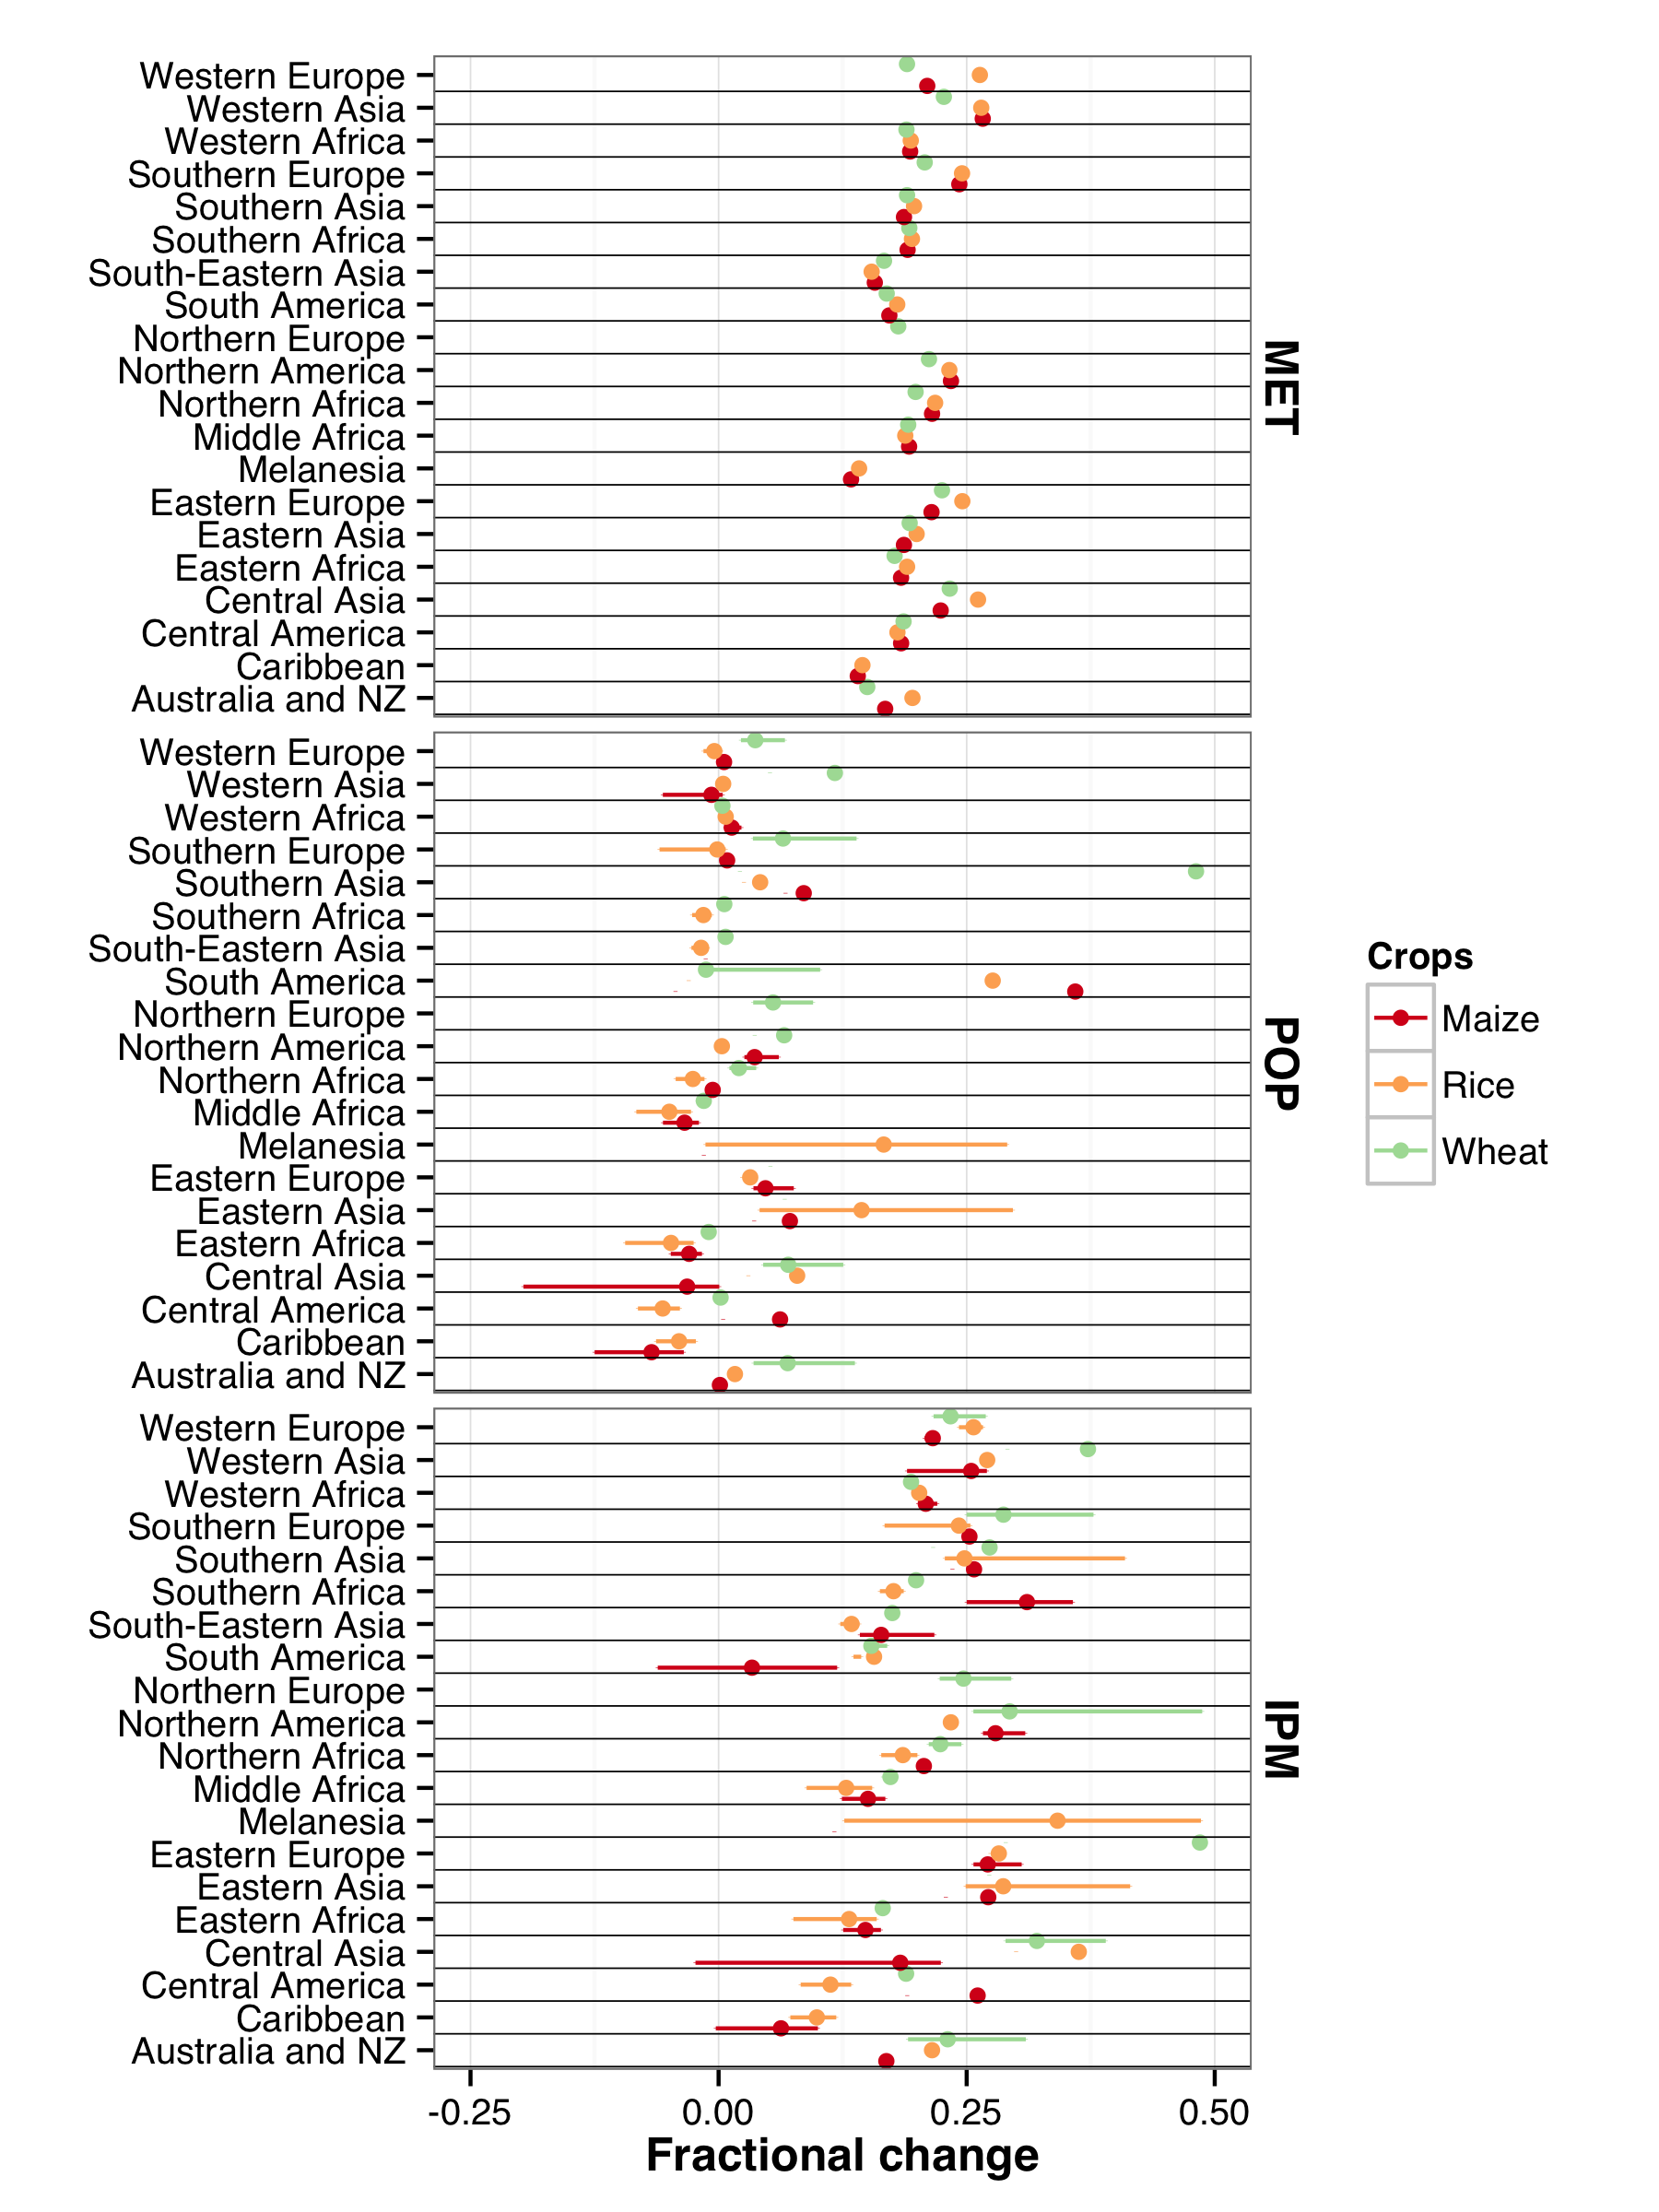 Western Europe
Western Asia
Western Africa
Southern Europe
Southern Asia
Southern Africa
South-Eastern Asia
South America
Northern Europe
Northern America
Northern Africa
Middle Africa
Melanesia
Eastern Europe
Eastern Asia
Eastern Africa
Central Asia
Central America
Caribbean
Australia and NZ
MET
Western Europe
Western Asia
Western Africa
Southern Europe
Southern Asia
Southern Africa
South-Eastern Asia
South America
Northern Europe
Northern America
Northern Africa
Middle Africa
Melanesia
Eastern Europe
Eastern Asia
Eastern Africa
Central Asia
Central America
Caribbean
Australia and NZ
POP
Western Europe
Western Asia
Western Africa
Southern Europe
Southern Asia
Southern Africa
South-Eastern Asia
South America
Northern Europe
Northern America
Northern Africa
Middle Africa
Melanesia
Eastern Europe
Eastern Asia
Eastern Africa
Central Asia
Central America
Caribbean
Australia and NZ
IPM
-0.25 0.00 0.25 0.50
Fractional change
Crops
Maize
Rice
Wheat